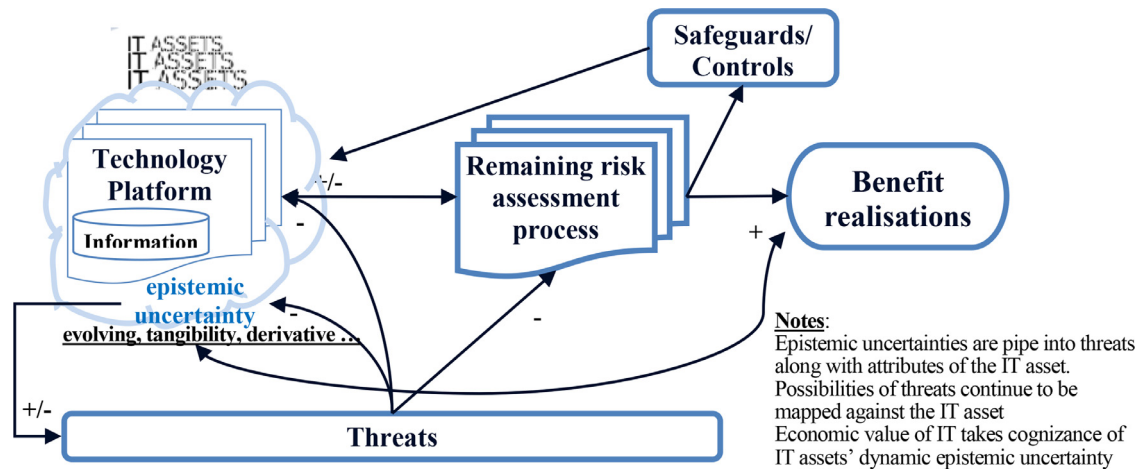 IT ASSETS
IT ASSETS
IT ASSETS
Safeguards/
Controls
Technology
Platform
Information
+/-
-
Remaining risk
assessment
process
Benefit
realisations
+
epistemic
uncertainty
-
evolving, tangibility, derivative ...
-
+/-
Threats
Notes:
Epistemic uncertainties are pipe into threats
along with attributes of the IT asset.
Possibilities of threats continue to be
mapped against the IT asset
Economic value of IT takes cognizance of
IT assets’ dynamic epistemic uncertainty